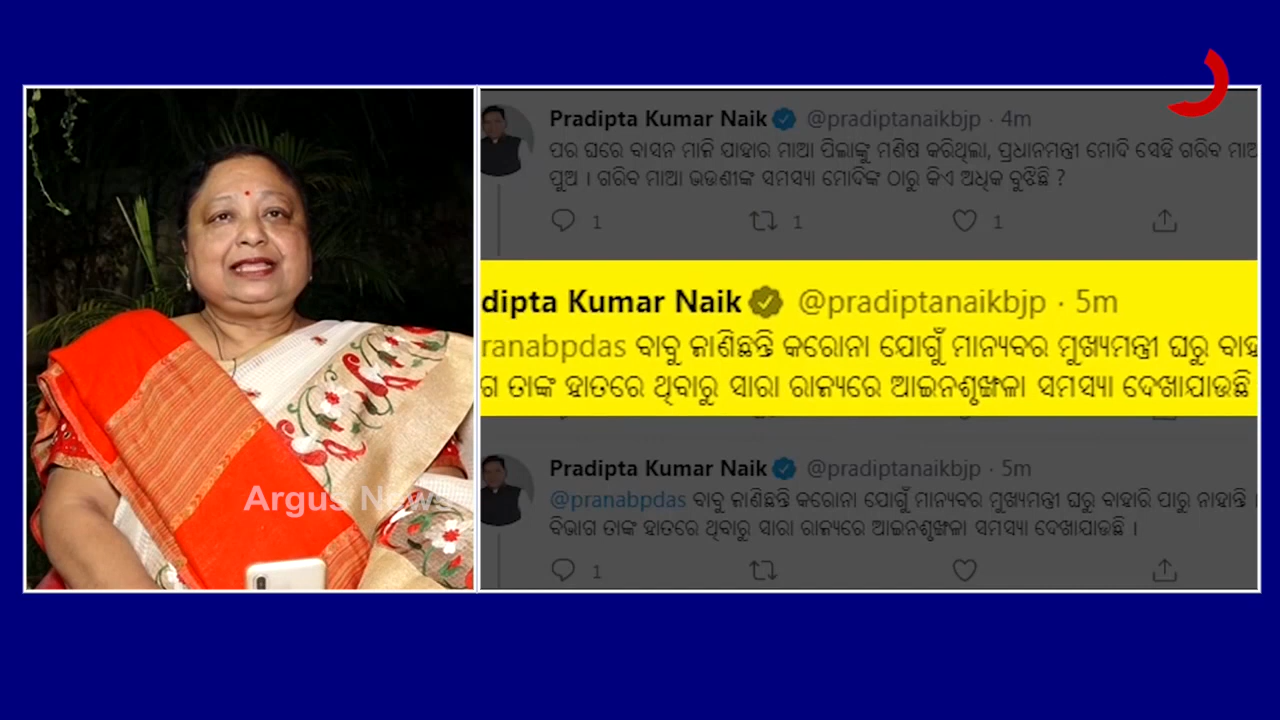 Pradipta Kumar Naik @pradiptanaikbjp · 4m
ପର ଘରେ ବାସନ ମାଜି ଯାହାର ମାଆ ପିଲାଙ୍କୁ ମଣିଷ କରିଥିଲା, ପ୍ରଧାନମନ୍ତ୍ରୀ ମୋଦି ସେହି ଗରିବ ମାଆ
ପୁଅ । ଗରିବ ମାଆ ଭଉଣୀଙ୍କ ସମସ୍ୟା ମୋଦିଙ୍କ ଠାରୁ କିଏ ଅଧିକ ବୁଝିଛି ?
1 1 1
dipta Kumar Naik @pradiptanaikbjp · 5m
ranabpdas ବାବୁ ଜାଣିଛନ୍ତି କରୋନା ଯୋଗୁଁ ମାନ୍ୟବର ମୁଖ୍ୟମନ୍ତ୍ରୀ ଘରୁ ବାହ
ଗ ତାଙ୍କ ହାତରେ ଥିବାରୁ ସାରା ରାଜ୍ୟରେ ଆଇନଶୃଙ୍ଖଳା ସମସ୍ୟା ଦେଖାଯାଉଛି
Pradipta Kumar Naik @pradiptanaikbjp · 5m
@pranabpdas ବାବୁ ଜାଣିଛନ୍ତି କରୋନା ଯୋଗୁଁ ମାନ୍ୟବର ମୁଖ୍ୟମନ୍ତ୍ରୀ ଘରୁ ବାହାରି ପାରୁ ନାହାନ୍ତି ।
ବିଭାଗ ତାଙ୍କ ହାତରେ ଥିବାରୁ ସାରା ରାଜ୍ୟରେ ଆଇନଶୃଙ୍ଖଳା ସମସ୍ୟା ଦେଖାଯାଉଛି ।
1
Argus News